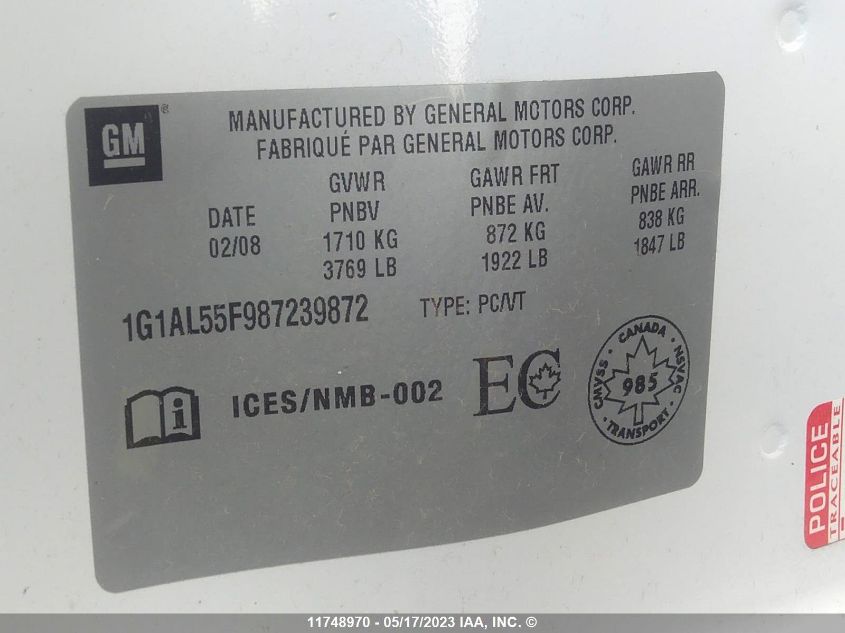 GM ®
MANUFACTURED BY GENERAL MOTORS CORP.
FABRIQUÉ PAR GENERAL MOTORS CORP.
GVWR GAWR FRT GAWR RR
DATE PNBV PNBE AV. PNBE ARR.
02/08 1710 KG 872 KG 838 KG
3769 LB 1922 LB 1847 LB
1G1AL55F987239872 TYPE: PC/VT
i ICES/NMB-002 EC
CANADA
CMVSS 985 NSVAC
TRANSPORT
POLICE
TRACEABLE
11748970 - 05/17/2023 IAA, INC. ©